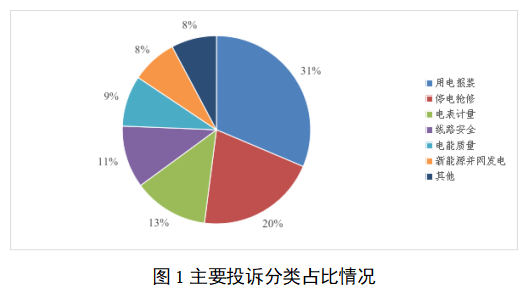 8%
8%
31%
9%
11%
13%
20%
用电报装
停电抢修
电表计量
线路安全
电能质量
新能源并网发电
其他
图 1 主要投诉分类占比情况